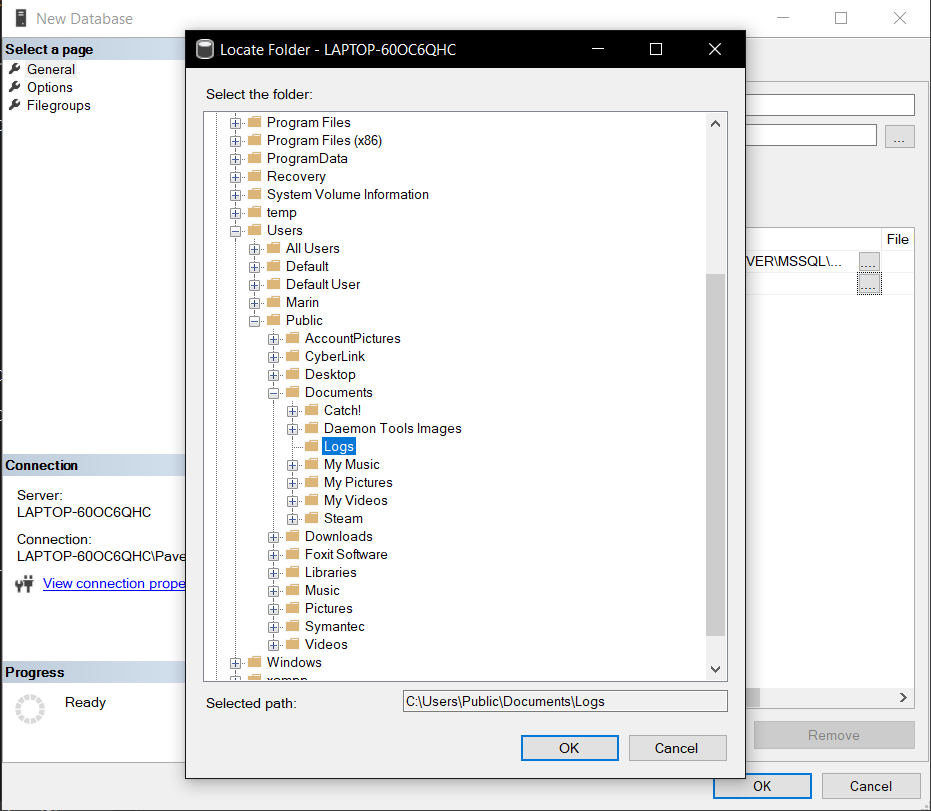 New Database
Select a page
General
Options
Filegroups
Connection
Server:
LAPTOP-60OC6QHC
Connection:
LAPTOP-60OC6QHC\Pave
View connection prope
Progress
Ready
Locate Folder - LAPTOP-60OC6QHC
Select the folder:
Program Files
Program Files (x86)
ProgramData
Recovery
System Volume Information
temp
Users
All Users
Default
Default User
Marin
Public
AccountPictures
CyberLink
Desktop
Documents
Catch!
Daemon Tools Images
Logs
My Music
My Pictures
My Videos
Steam
Downloads
Foxit Software
Libraries
Music
Pictures
Symantec
Videos
Windows
xampp
Selected path:
C:\Users\Public\Documents\Logs
OK
Cancel
...
File
VER\MSSQL\...
....
....
Remove
OK
Cancel